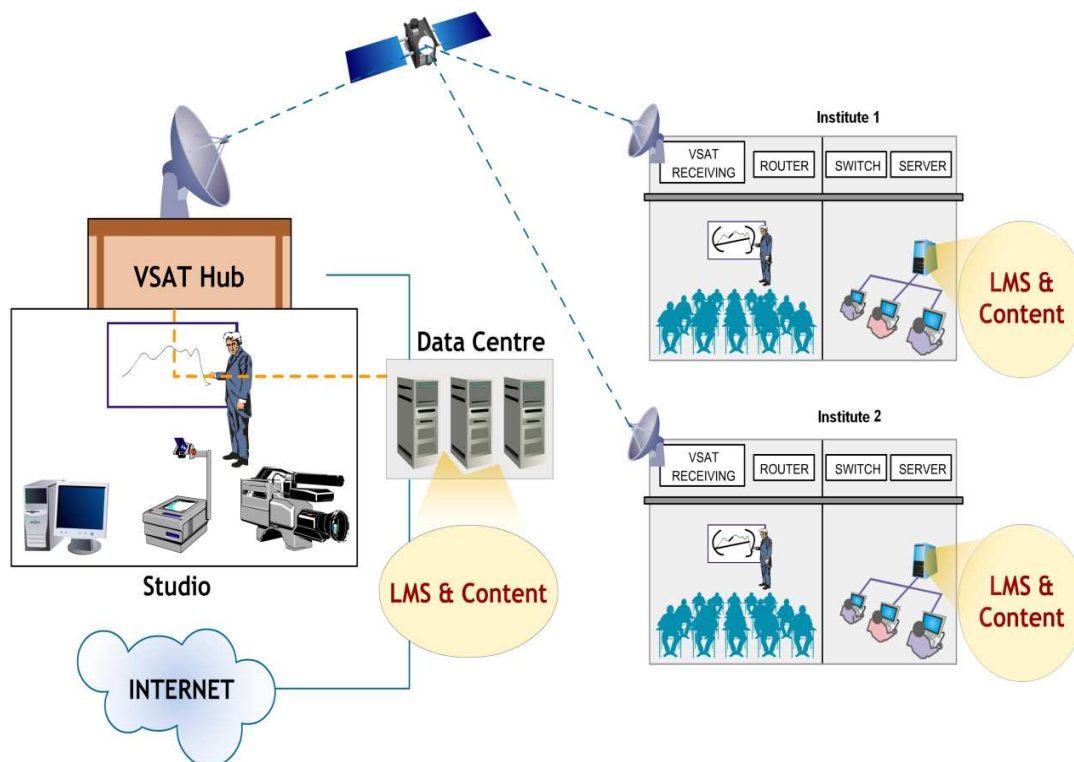 VSAT Hub
Studio
Data Centre
LMS & Content
INTERNET
Institute 1
VSAT
RECEIVING
ROUTER
SWITCH
SERVER
LMS &
Content
Institute 2
VSAT
RECEIVING
ROUTER
SWITCH
SERVER
LMS &
Content